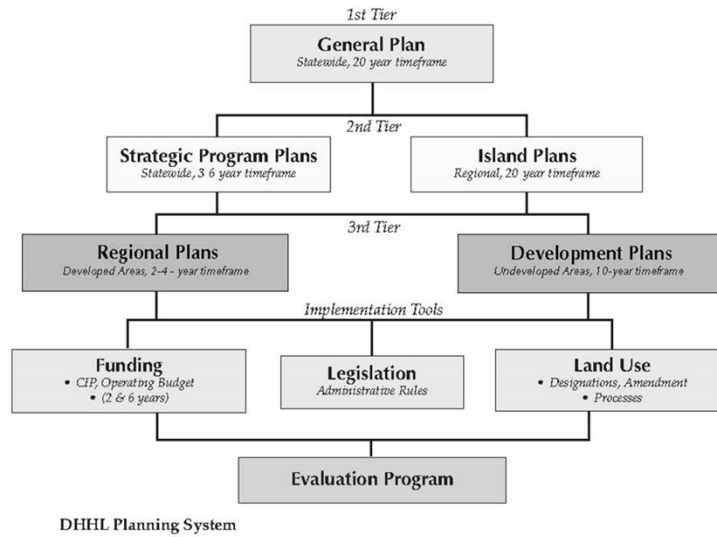 1st Tier
General Plan
Statewide, 20 year timeframe
2nd Tier
Strategic Program Plans
Statewide, 3 6 year timeframe
Island Plans
Regional, 20 year timeframe
3rd Tier
Regional Plans
Developed Areas, 2-4 - year timeframe
Development Plans
Undeveloped Areas, 10-year timeframe
Implementation Tools
Funding
• CIP, Operating Budget
• (2 & 6 years)
Legislation
Administrative Rules
Land Use
• Designations, Amendment
• Processes
Evaluation Program
DHHL Planning System